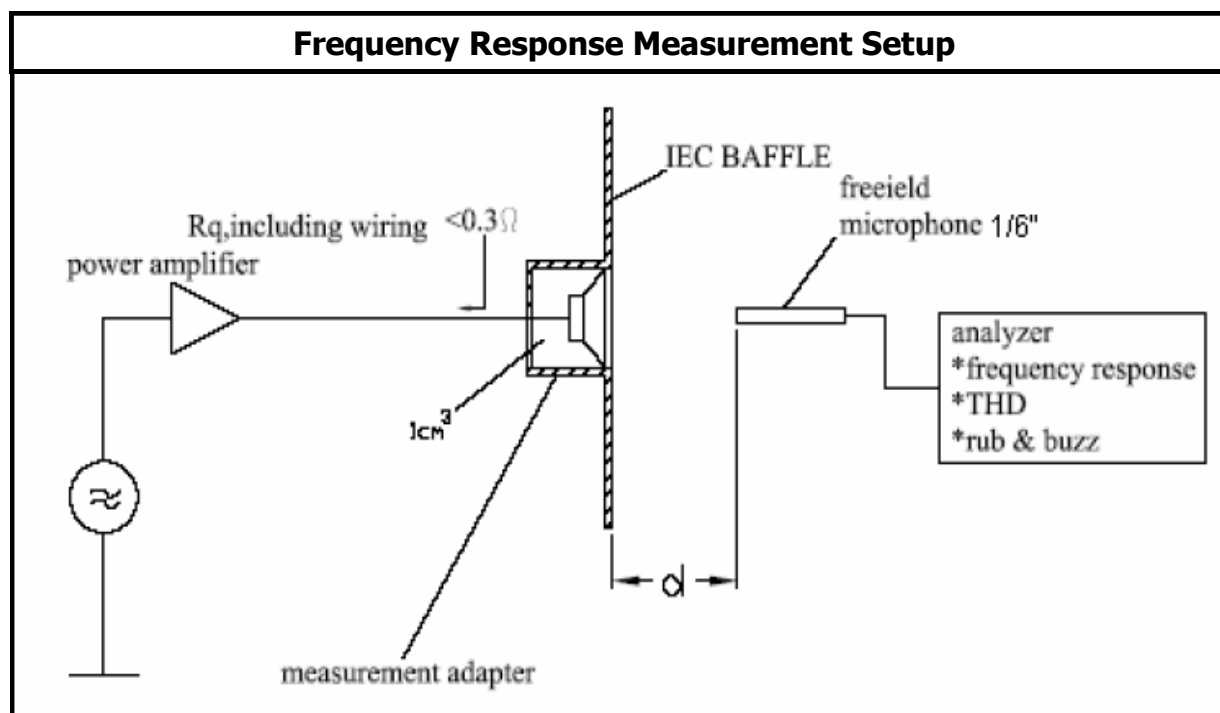 Frequency Response Measurement Setup
IEC BAFFLE
freeield
microphone 1/6"
Rq,including wiring <0.3Ω
power amplifier
analyzer
*frequency response
*THD
*rub & buzz
1cm³
d
measurement adapter